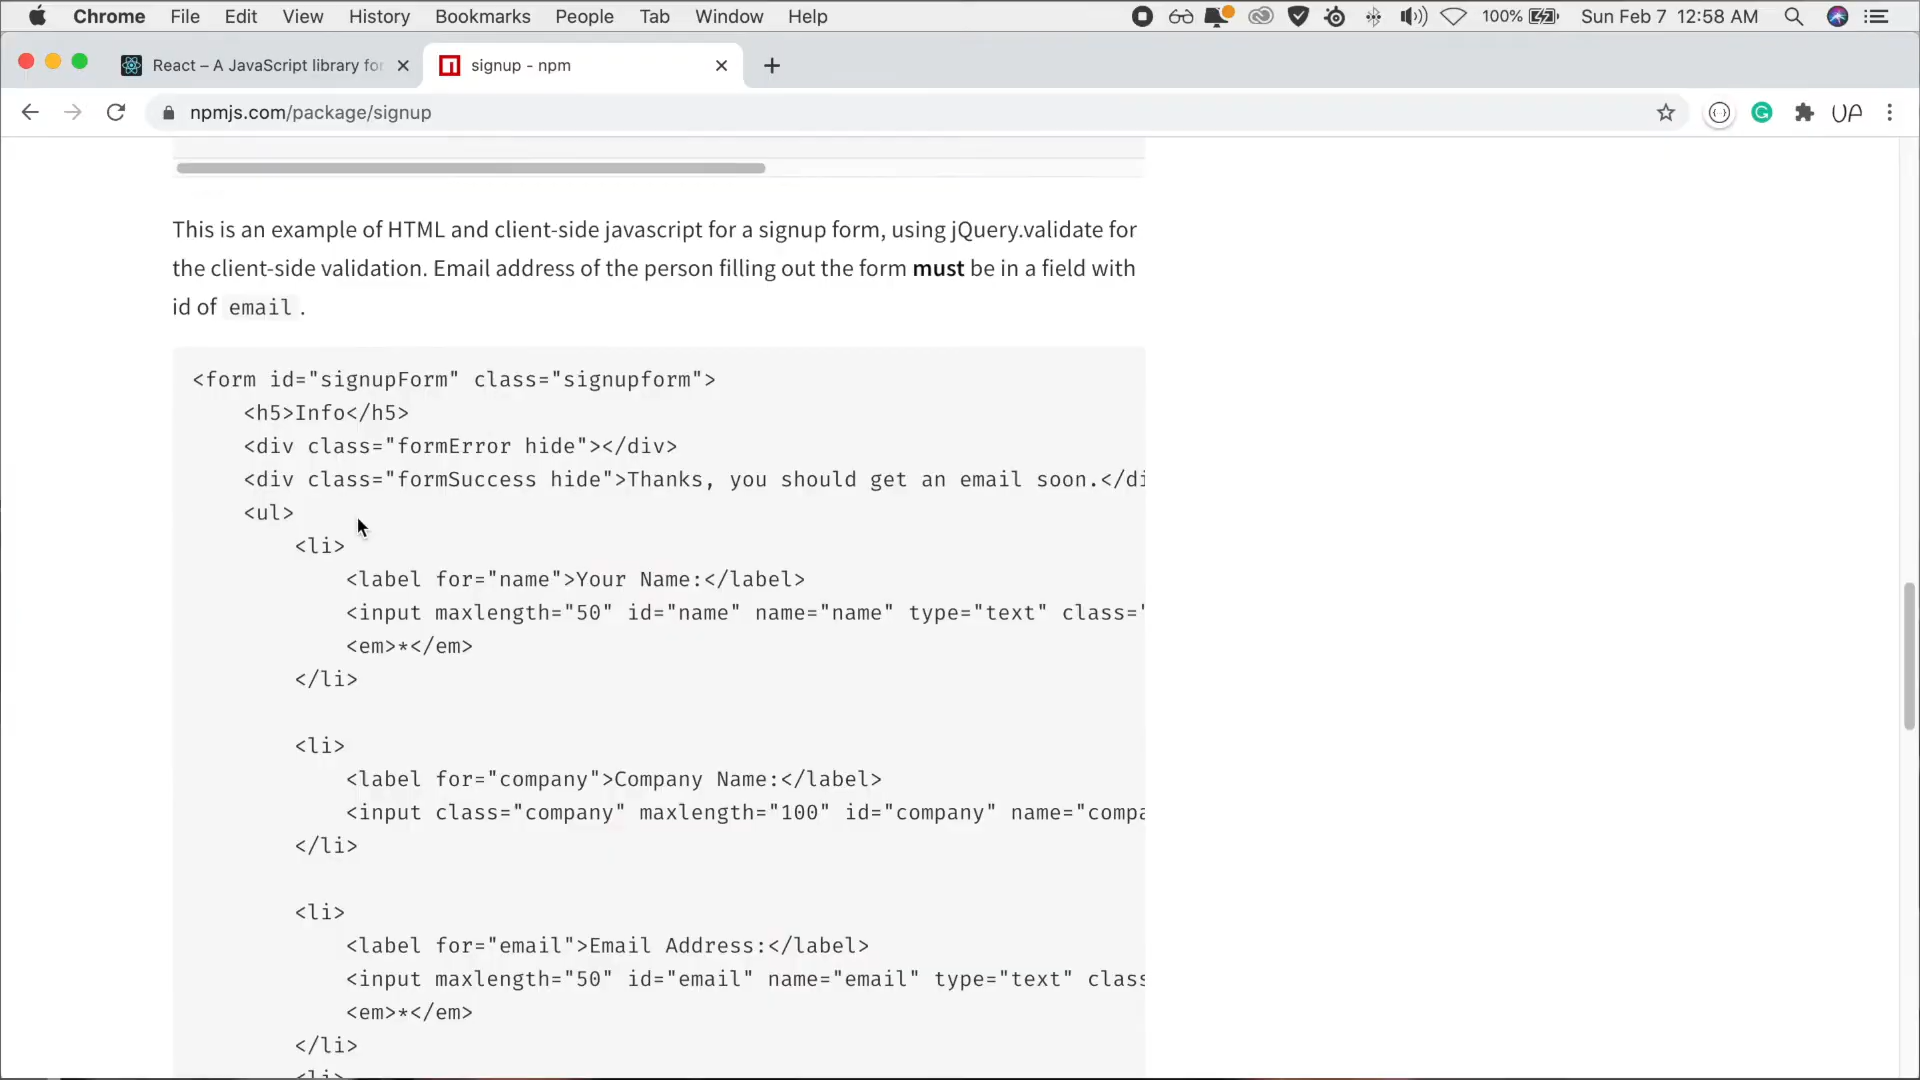 Chrome File Edit View History Bookmarks People Tab Window Help 100% Sun Feb 7 12:58 AM
React – A JavaScript library for signup - npm
npmjs.com/package/signup
This is an example of HTML and client-side javascript for a signup form, using jQuery.validate for
the client-side validation. Email address of the person filling out the form must be in a field with
id of email .
<form id="signupForm" class="signupform">
<h5>Info</h5>
<div class="formError hide"></div>
<div class="formSuccess hide">Thanks, you should get an email soon.</di
<ul>
<li>
<label for="name">Your Name:</label>
<input maxlength="50" id="name" name="name" type="text" class="
<em>*</em>
</li>
<li>
<label for="company">Company Name:</label>
<input class="company" maxlength="100" id="company" name="compa
</li>
<li>
<label for="email">Email Address:</label>
<input maxlength="50" id="email" name="email" type="text" class
<em>*</em>
</li>
<li>